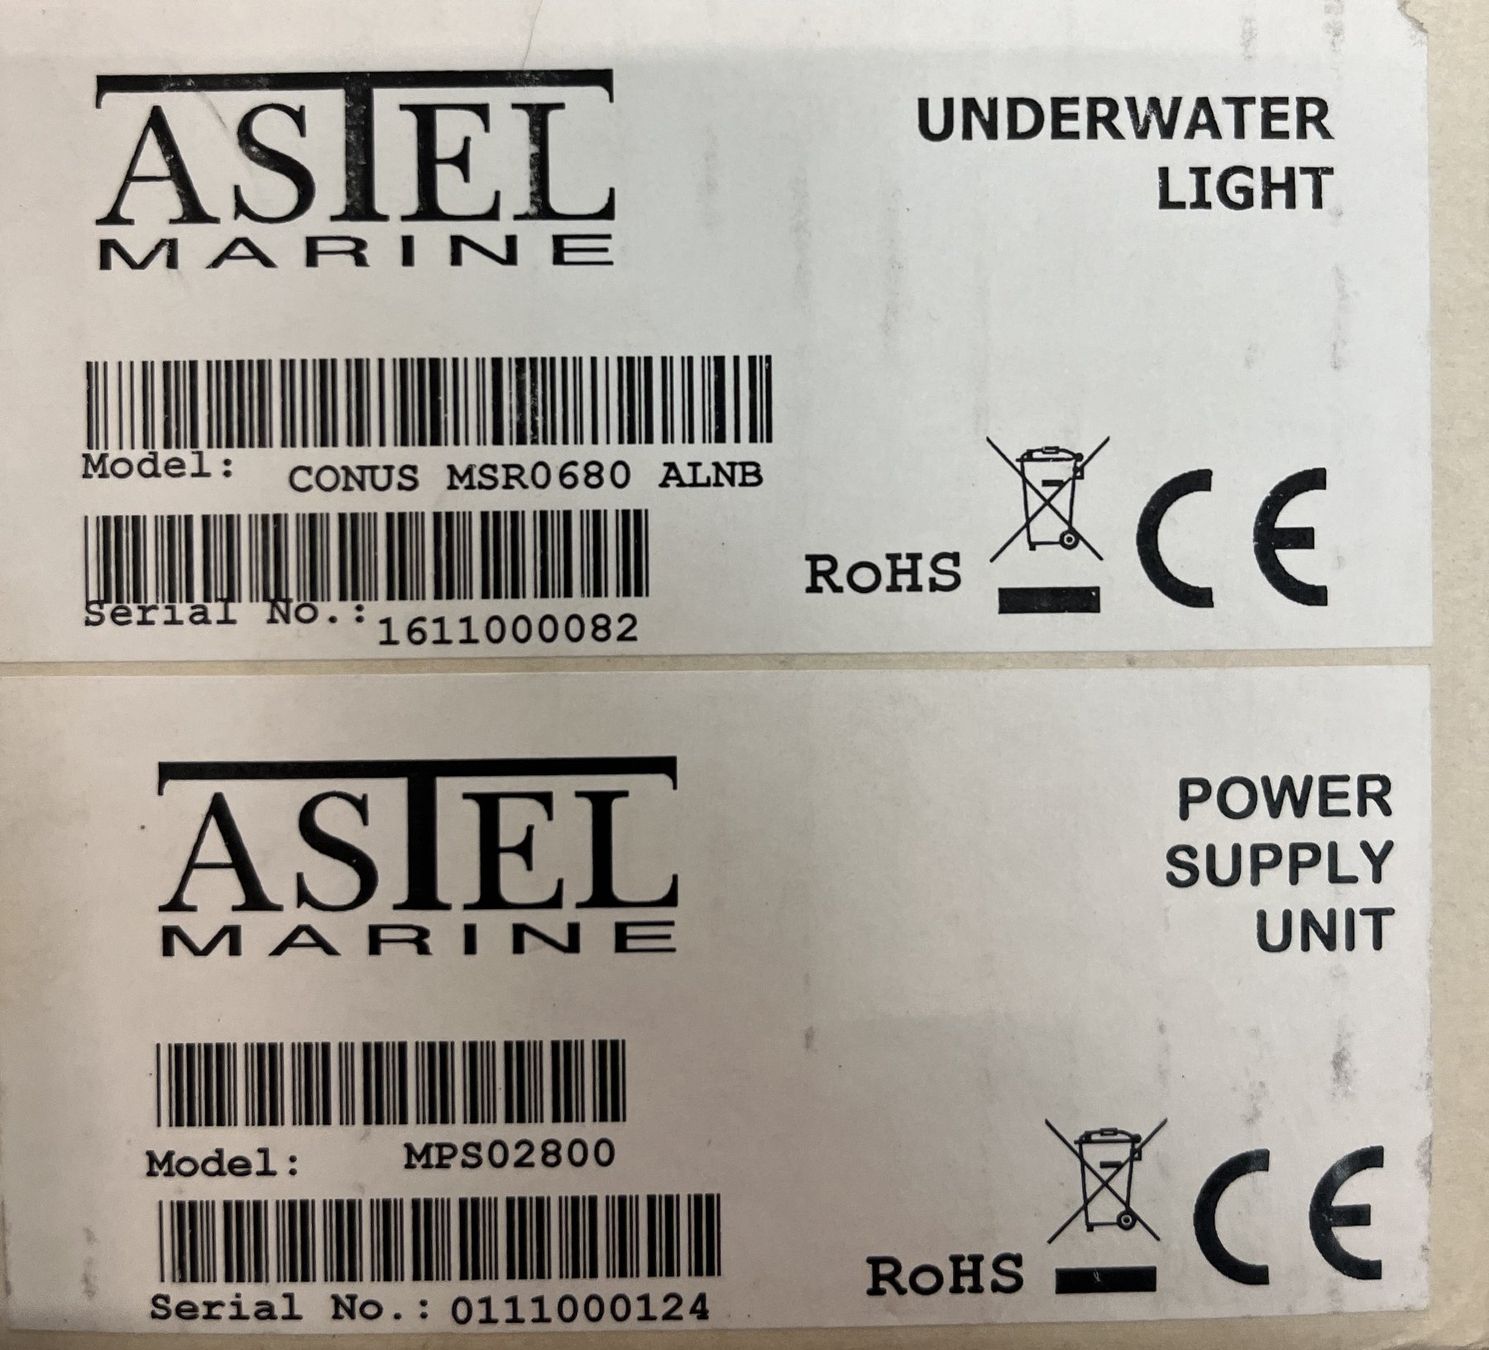 ASTEL
MARINE
UNDERWATER
LIGHT
Model: CONUS MSR0680 ALNB
Serial No.: 1611000082
RoHS
CE
ASTEL
MARINE
POWER
SUPPLY
UNIT
Model: MPS02800
Serial No.: 0111000124
RoHS
CE